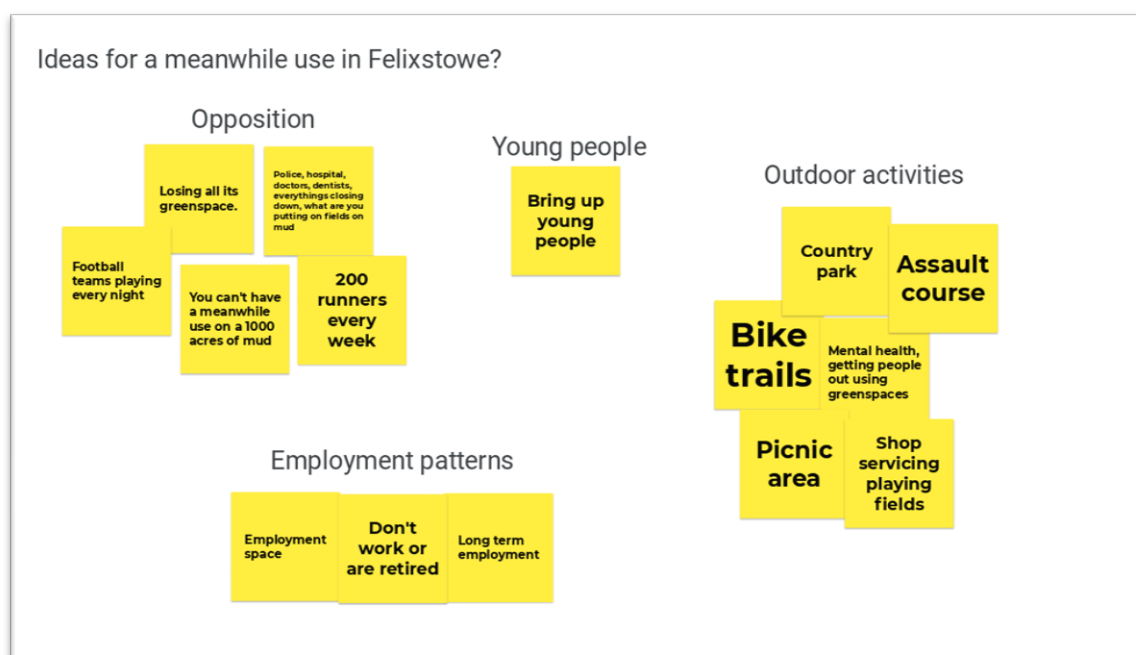 Ideas for a meanwhile use in Felixstowe?
Opposition
Losing all its
greenspace.
Police, hospital,
doctors, dentists,
everythings closing
down, what are you
putting on fields on
mud
Football
teams playing
every night
You can't have
a meanwhile
use on a 1000
acres of mud
200
runners
every
week
Young people
Bring up
young
people
Outdoor activities
Country
park
Assault
course
Bike
trails
Mental health,
getting people
out using
greenspaces
Picnic
area
Shop
servicing
playing
fields
Employment patterns
Employment
space
Don't
work or
are retired
Long term
employment